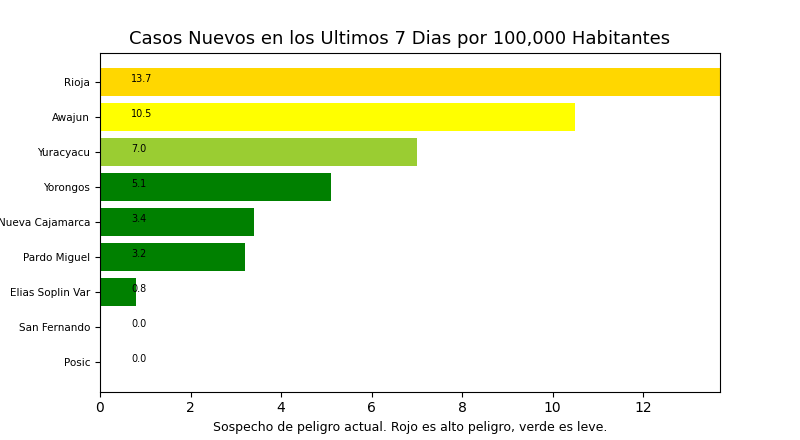 Casos Nuevos en los Ultimos 7 Dias por 100,000 Habitantes
Rioja 13.7
Awajun 10.5
Yuracyacu 7.0
Yorongos 5.1
Nueva Cajamarca 3.4
Pardo Miguel 3.2
Elias Soplin Var 0.8
San Fernando 0.0
Posic 0.0
0 2 4 6 8 10 12
Sospecho de peligro actual. Rojo es alto peligro, verde es leve.